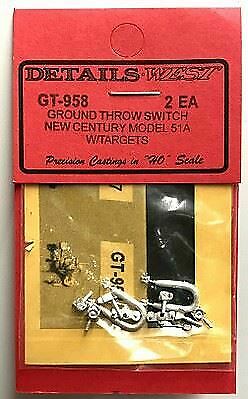 DETAILS WEST
GT-958 2 EA
GROUND THROW SWITCH
NEW CENTURY MODEL 51A
W/TARGETS
Precision Castings in "HO" Scale
GT-95